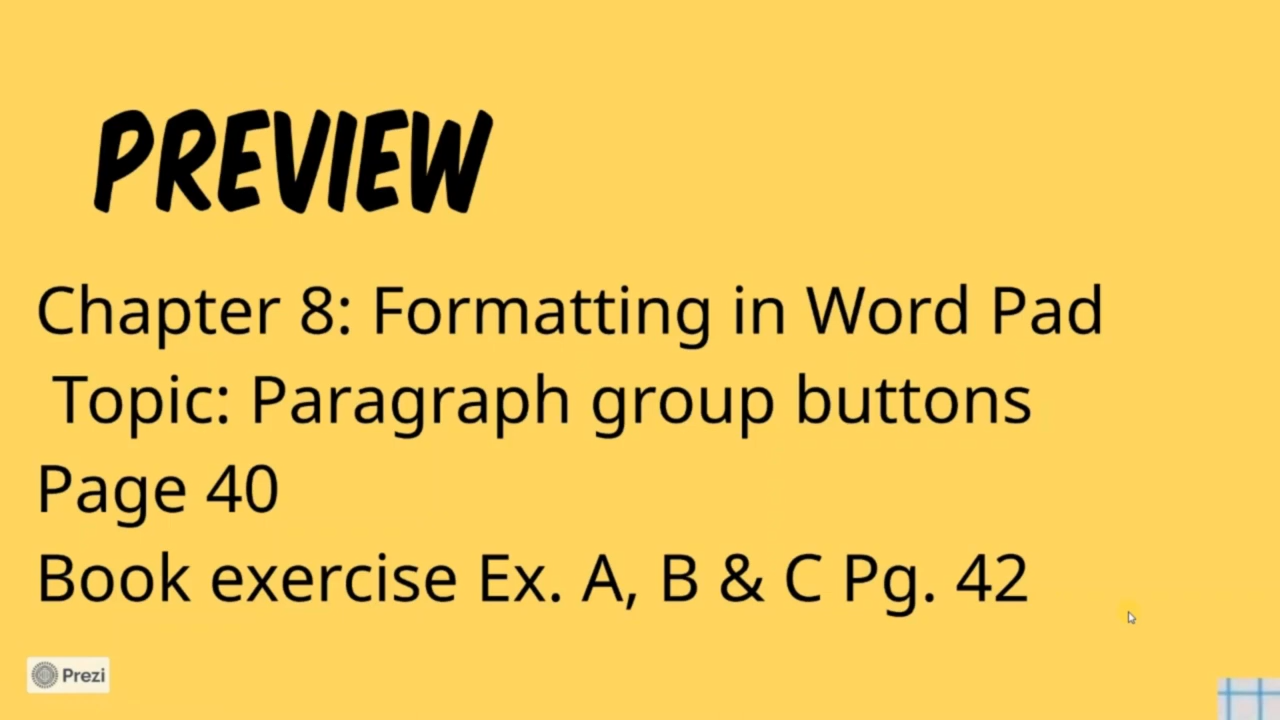 PREVIEW
Chapter 8: Formatting in Word Pad
Topic: Paragraph group buttons
Page 40
Book exercise Ex. A, B & C Pg. 42
Prezi